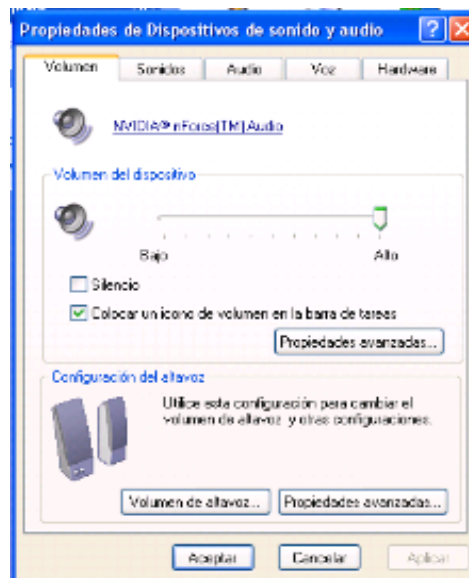 Propiedades de Dispositivos de sonido y audio
Volumen Sonidos Audio Voz Hardware
NVIDIA® nForce(TM) Audio
Volumen del dispositivo
Bajo Alto
Silencio
Colocar un icono de volumen en la barra de tareas
Propiedades avanzadas...
Configuración del altavoz
Utilice esta configuración para cambiar el
volumen de altavoz y otras configuraciones.
Volumen de altavoz... Propiedades avanzadas...
Aceptar Cancelar Aplicar